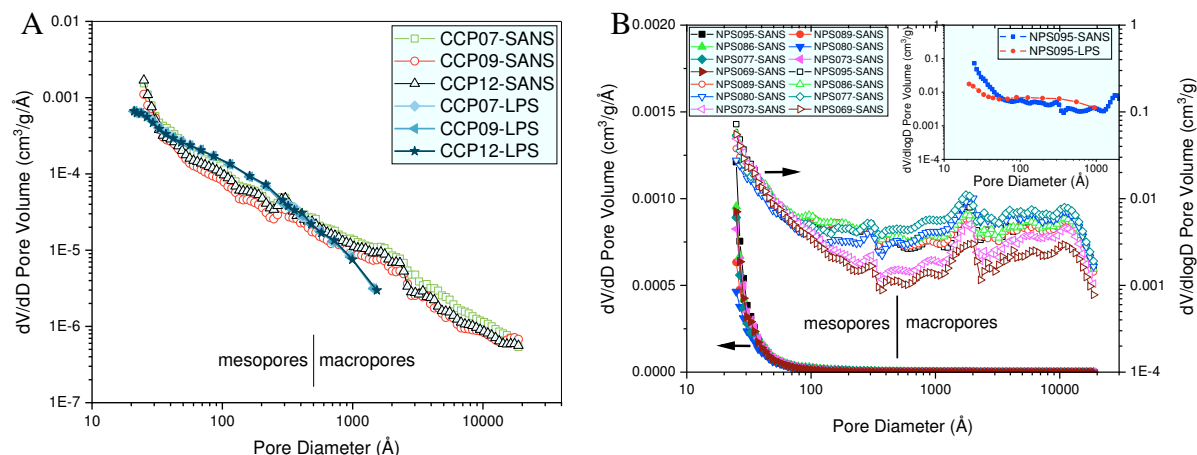 A
dV/dD Pore Volume (cm³/g/Å)
0.01
0.001
1E-4
1E-5
1E-6
1E-7
CCP07-SANS
CCP09-SANS
CCP12-SANS
CCP07-LPS
CCP09-LPS
CCP12-LPS
mesopores
macropores
10
100
1000
10000
Pore Diameter (Å)
B
dV/dD Pore Volume (cm³/g/Å)
0.0020
0.0015
0.0010
0.0005
0.0000
NPS095-SANS NPS089-SANS
NPS086-SANS NPS080-SANS
NPS077-SANS NPS073-SANS
NPS069-SANS NPS095-SANS
NPS089-SANS NPS086-SANS
NPS080-SANS NPS077-SANS
NPS073-SANS NPS069-SANS
dV/dlogD Pore Volume (cm³/g)
1
0.1
0.01
0.001
1E-4
NPS095-SANS
NPS095-LPS
10
100
1000
Pore Diameter (Å)
mesopores
macropores
1
0.1
0.01
0.001
1E-4
dV/dlogD Pore Volume (cm³/g)
10
100
1000
10000
Pore Diameter (Å)